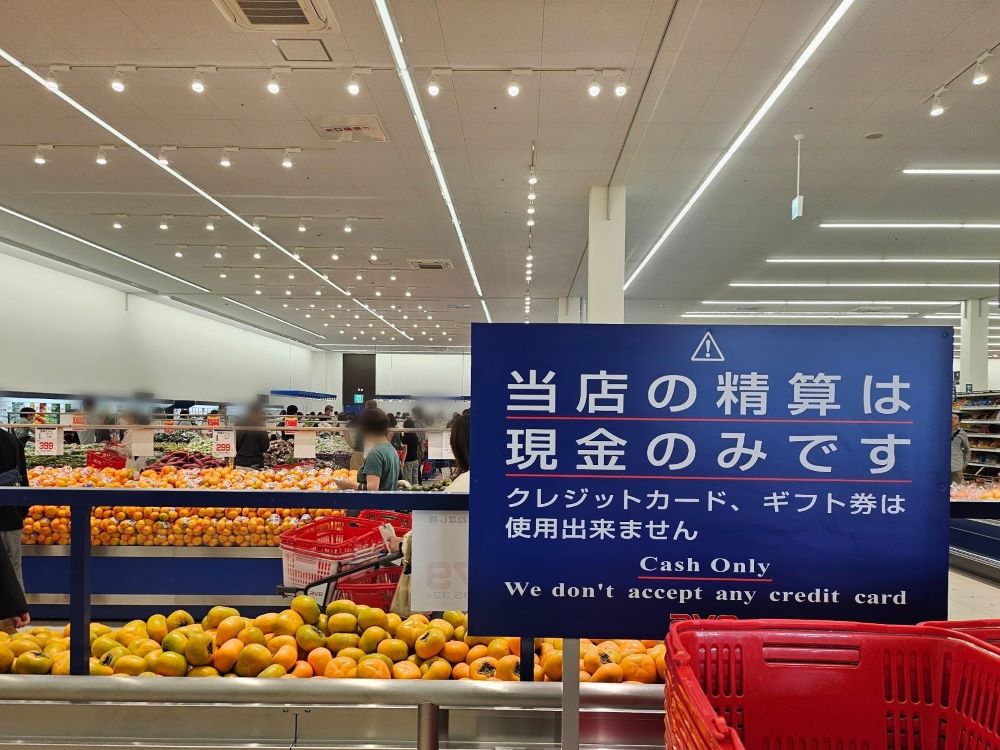 399
299
当店の精算は
現金のみです
クレジットカード、ギフト券は
使用出来ません
Cash Only
We don't accept any credit card